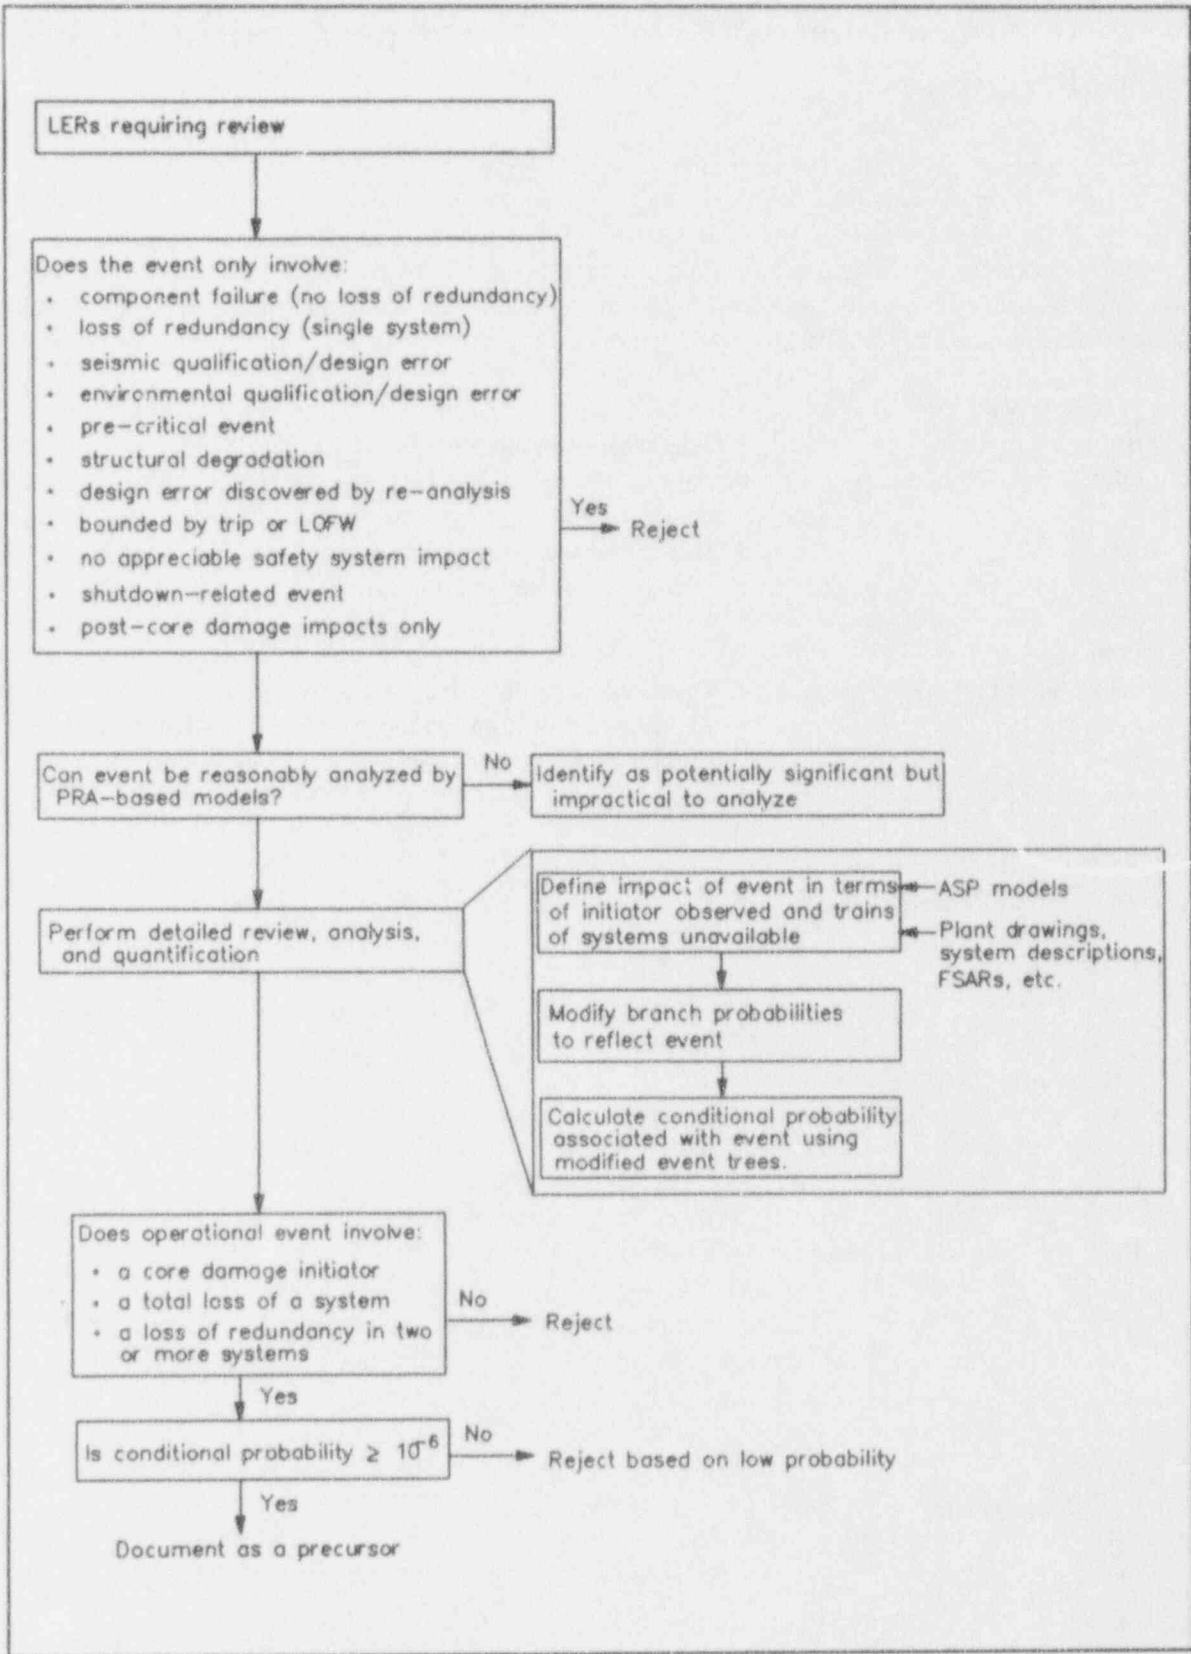 LERs requiring review
Does the event only involve:
• component failure (no loss of redundancy)
• loss of redundancy (single system)
• seismic qualification/design error
• environmental qualification/design error
• pre-critical event
• structural degradation
• design error discovered by re-analysis
• bounded by trip or LOFW
• no appreciable safety system impact
• shutdown-related event
• post-core damage impacts only
Yes
Reject
Can event be reasonably analyzed by
PRA-based models?
No
Identify as potentially significant but
impractical to analyze
Perform detailed review, analysis,
and quantification
Define impact of event in terms
of initiator observed and trains
of systems unavailable
ASP models
Plant drawings,
system descriptions,
FSARs, etc.
Modify branch probabilities
to reflect event
Calculate conditional probability
associated with event using
modified event trees.
Does operational event involve:
• a core damage initiator
• a total loss of a system
• a loss of redundancy in two
or more systems
No
Reject
Yes
Is conditional probability ≥ 10⁻⁶
No
Reject based on low probability
Yes
Document as a precursor